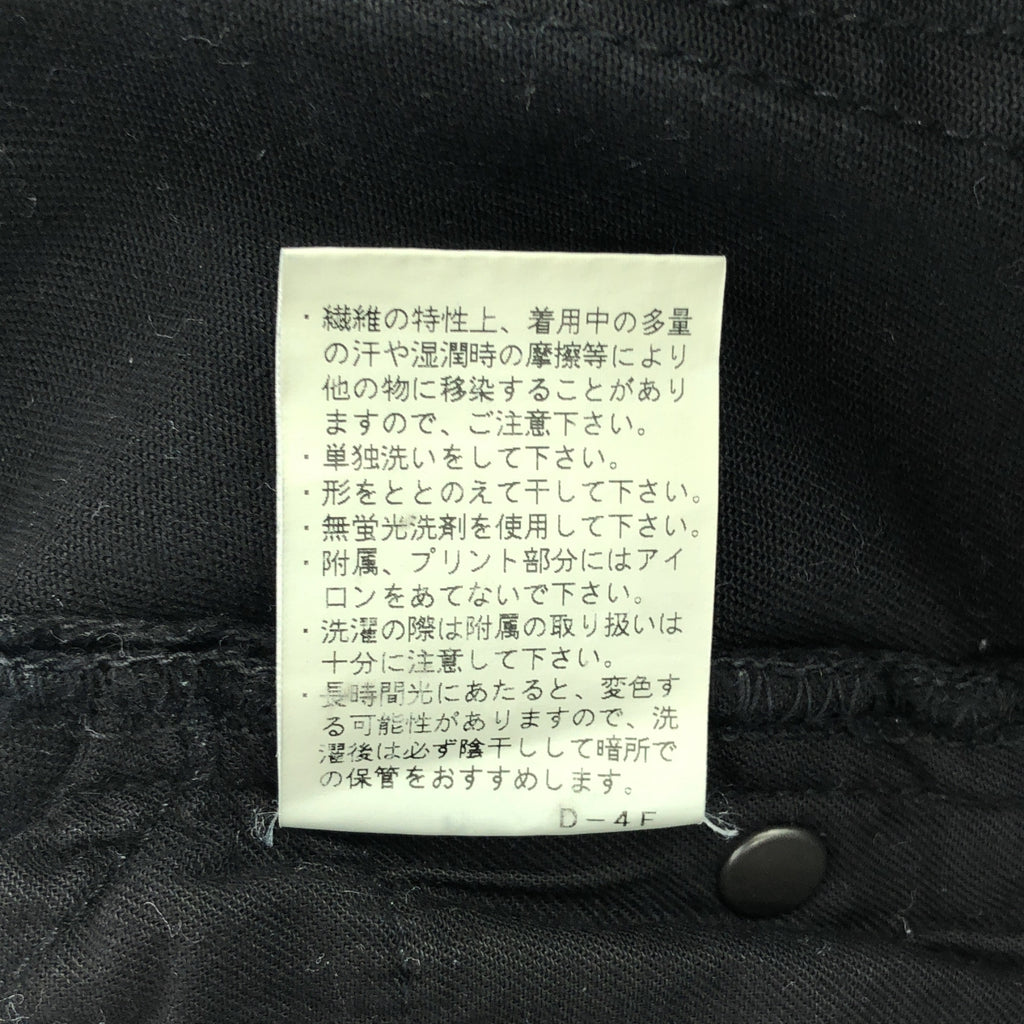 ・繊維の特性上、着用中の多量
の汗や湿潤時の摩擦等により
他の物に移染することがあり
ますので、ご注意下さい。
・単独洗いをして下さい。
・形をととのえて干して下さい。
・無蛍光洗剤を使用して下さい。
・附属、プリント部分にはアイ
ロンをあてないで下さい。
・洗濯の際は附属の取り扱いは
十分に注意して下さい。
・長時間光にあたると、変色す
る可能性がありますので、洗
濯後は必ず陰干しして暗所で
の保管をおすすめします。
D-4F